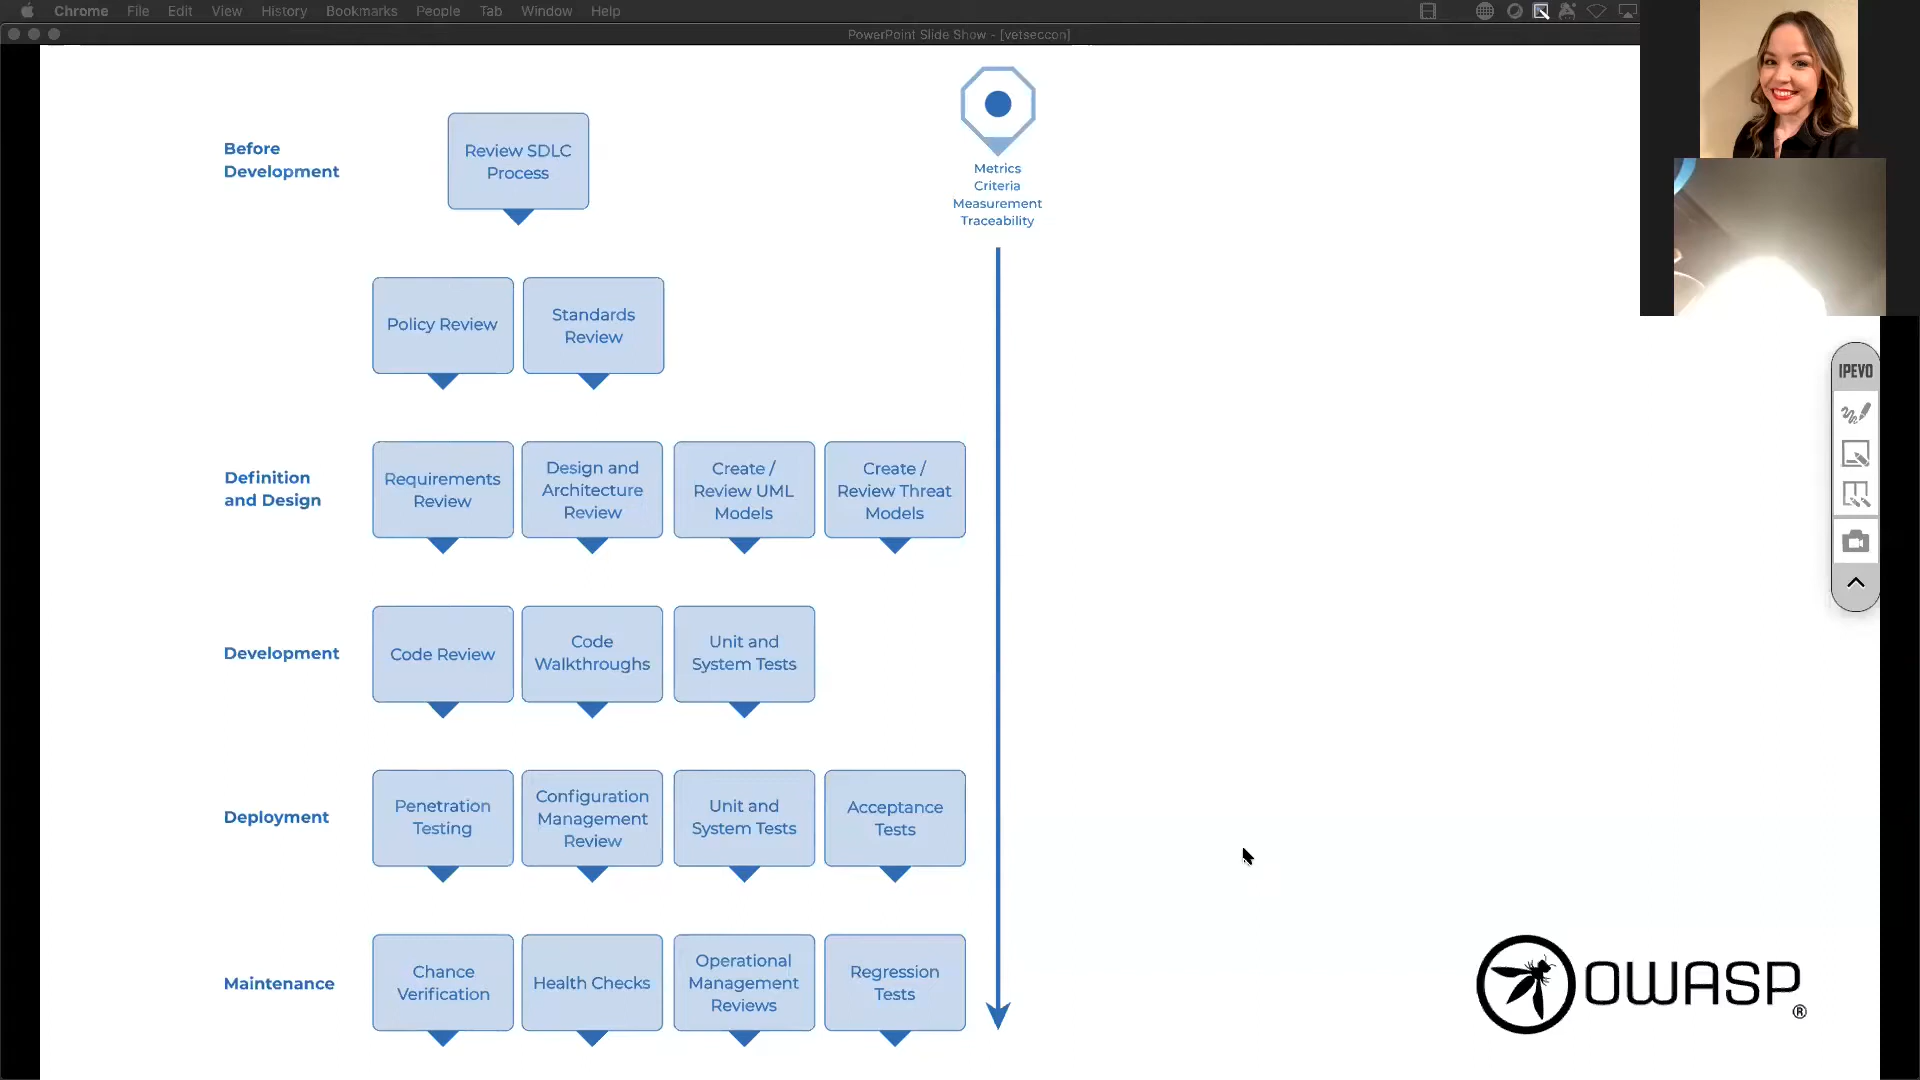 Chrome File Edit View History Bookmarks People Tab Window Help
PowerPoint Slide Show - [vetseccon]
Before
Development
Review SDLC
Process
Metrics
Criteria
Measurement
Traceability
Policy Review
Standards
Review
Definition
and Design
Requirements
Review
Design and
Architecture
Review
Create /
Review UML
Models
Create /
Review Threat
Models
Development
Code Review
Code
Walkthroughs
Unit and
System Tests
Deployment
Penetration
Testing
Configuration
Management
Review
Unit and
System Tests
Acceptance
Tests
Maintenance
Chance
Verification
Health Checks
Operational
Management
Reviews
Regression
Tests
IPEVO
OWASP®